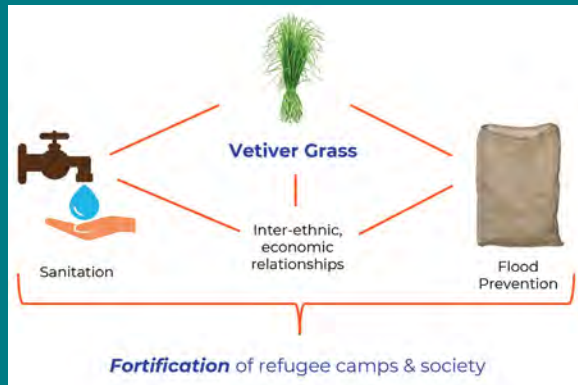 Vetiver Grass
Inter-ethnic,
economic
relationships
Sanitation
Flood
Prevention
Fortification of refugee camps & society